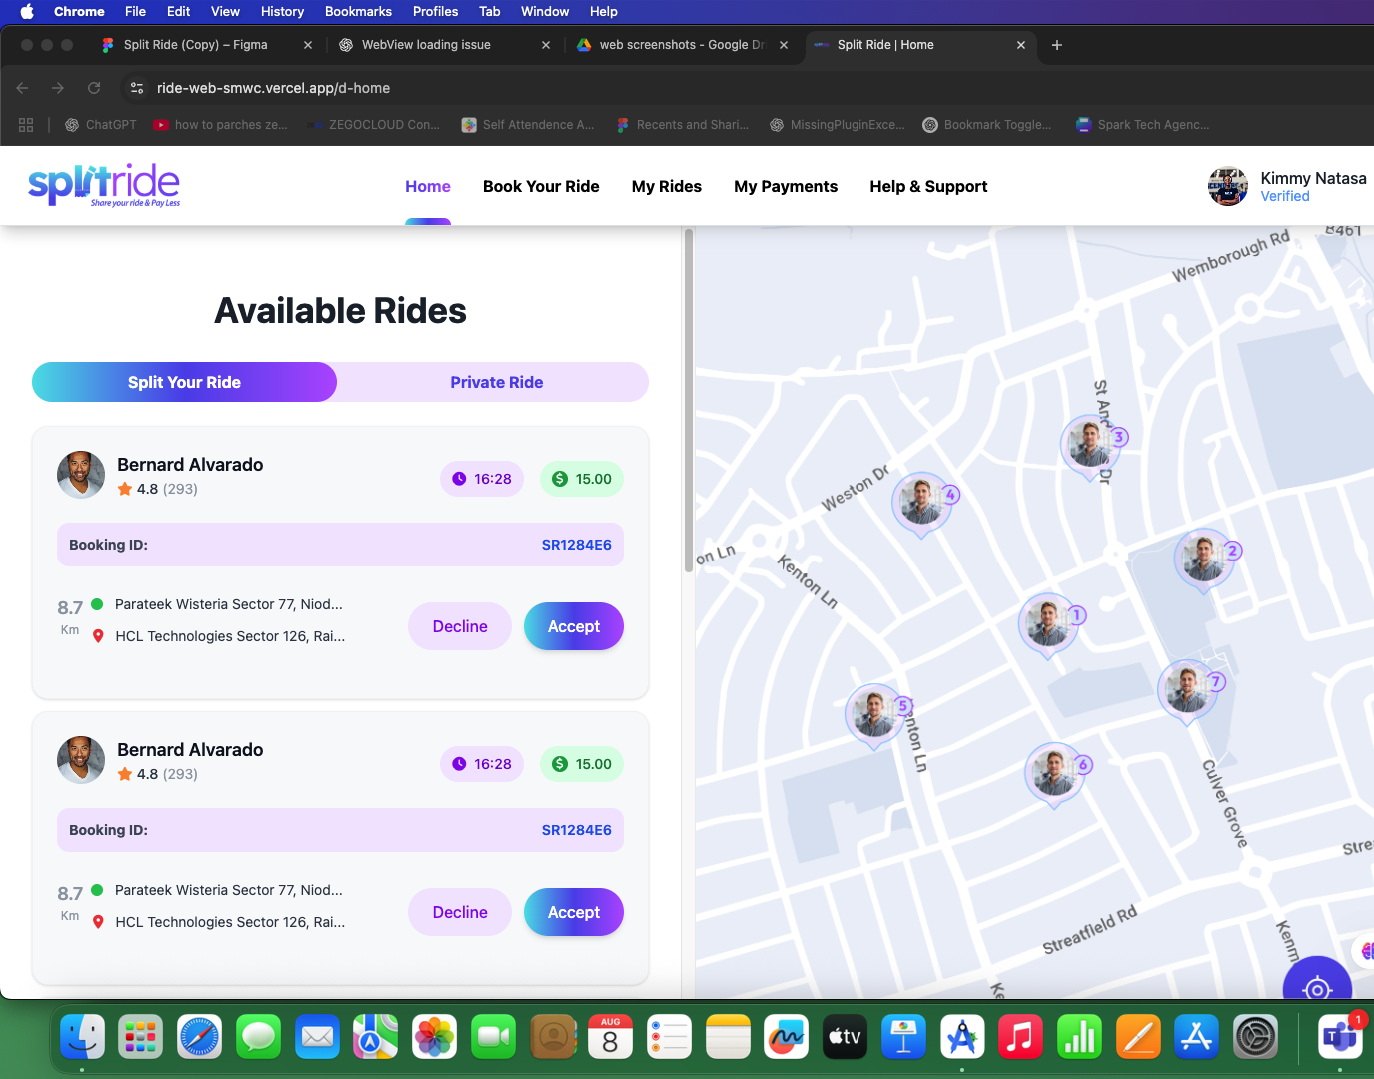 Chrome File Edit View History Bookmarks Profiles Tab Window Help
Split Ride (Copy) – Figma
WebView loading issue
web screenshots - Google Dr
Split Ride | Home
ride-web-smwc.vercel.app/d-home
ChatGPT
how to parches ze...
ZEGOCLOUD Con...
Self Attendence A...
Recents and Shari...
MissingPluginExce...
Bookmark Toggle...
Spark Tech Agenc...
splitride
Share your ride & Pay Less
Home
Book Your Ride
My Rides
My Payments
Help & Support
Kimmy Natasa
Verified
Available Rides
Split Your Ride
Private Ride
Bernard Alvarado
4.8 (293)
16:28
$ 15.00
Booking ID:
SR1284E6
8.7
Km
Parateek Wisteria Sector 77, Niod...
HCL Technologies Sector 126, Rai...
Decline
Accept
Bernard Alvarado
4.8 (293)
16:28
$ 15.00
Booking ID:
SR1284E6
8.7
Km
Parateek Wisteria Sector 77, Niod...
HCL Technologies Sector 126, Rai...
Decline
Accept
B461
Wemborough Rd
St An
Dr
3
Weston Dr
4
on Ln
Kenton Ln
2
1
7
5
enton Ln
6
Culver Grove
Stre
Streatfield Rd
Kenm
Ke
AUG
8
tv
1